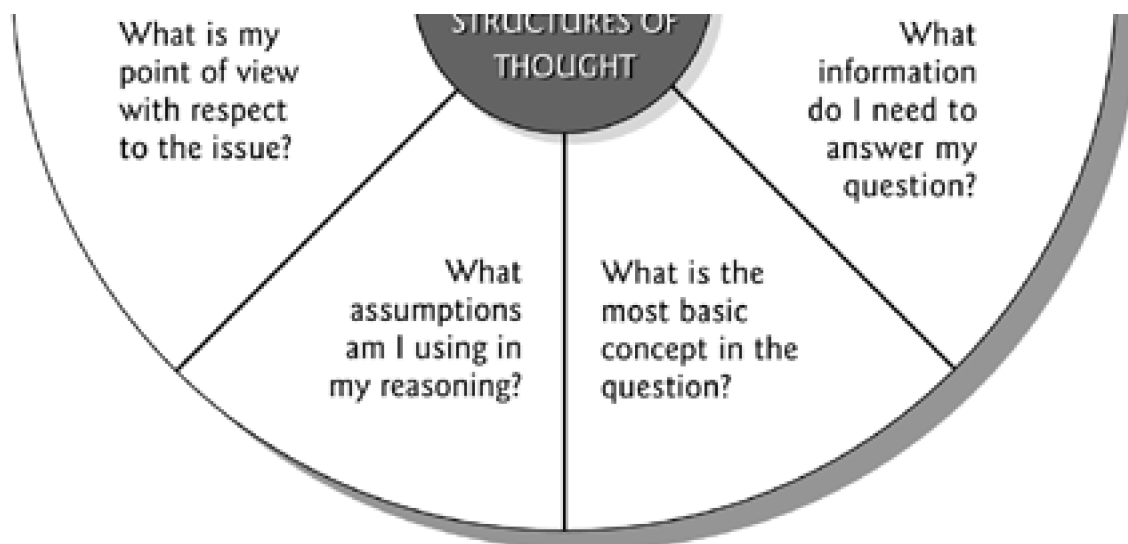 STRUCTURES OF
THOUGHT
What is my
point of view
with respect
to the issue?
What
information
do I need to
answer my
question?
What
assumptions
am I using in
my reasoning?
What is the
most basic
concept in the
question?